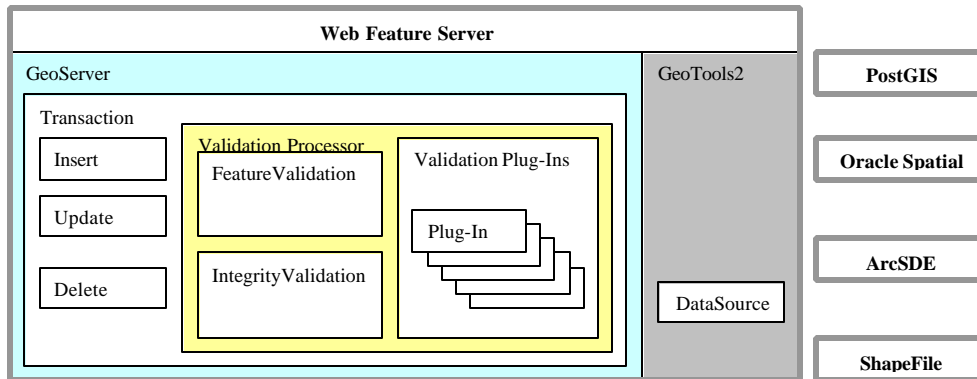 Web Feature Server
GeoServer
GeoTools2
PostGIS
Transaction
Insert
Validation Processor
FeatureValidation
Validation Plug-Ins
Oracle Spatial
Update
Plug-In
ArcSDE
Delete
IntegrityValidation
DataSource
ShapeFile